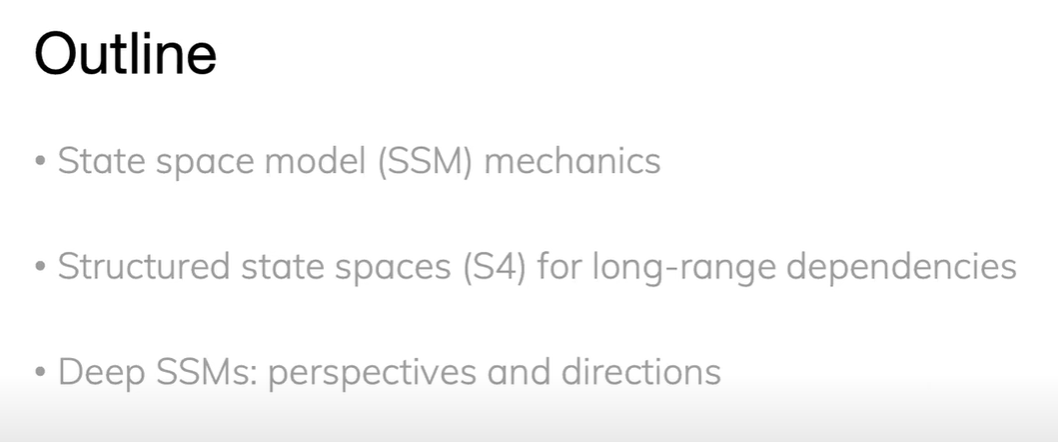 Outline
• State space model (SSM) mechanics
• Structured state spaces (S4) for long-range dependencies
• Deep SSMs: perspectives and directions